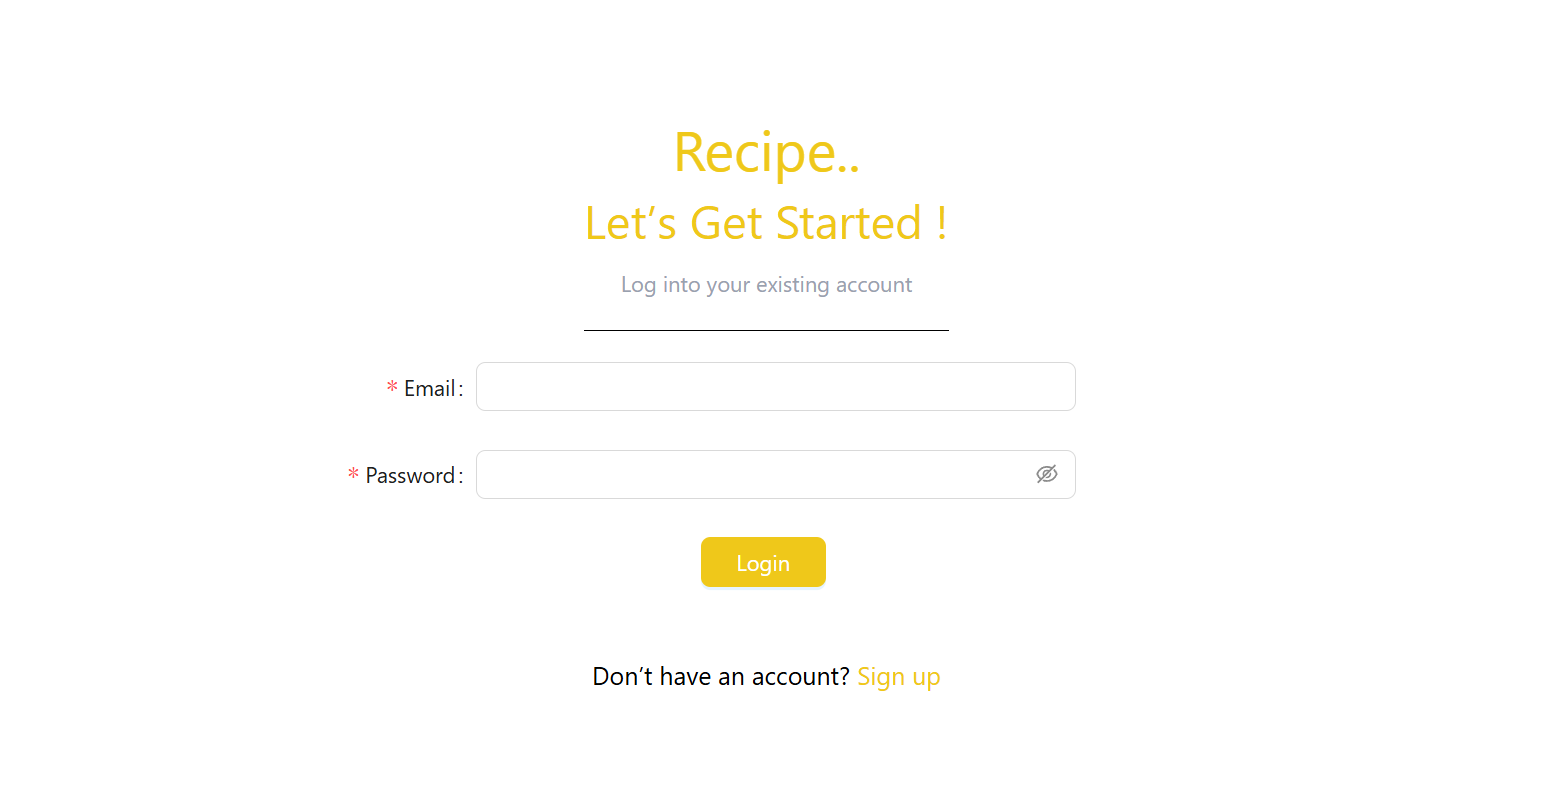 Recipe..
Let’s Get Started !
Log into your existing account
* Email:
* Password:
Login
Don’t have an account? Sign up